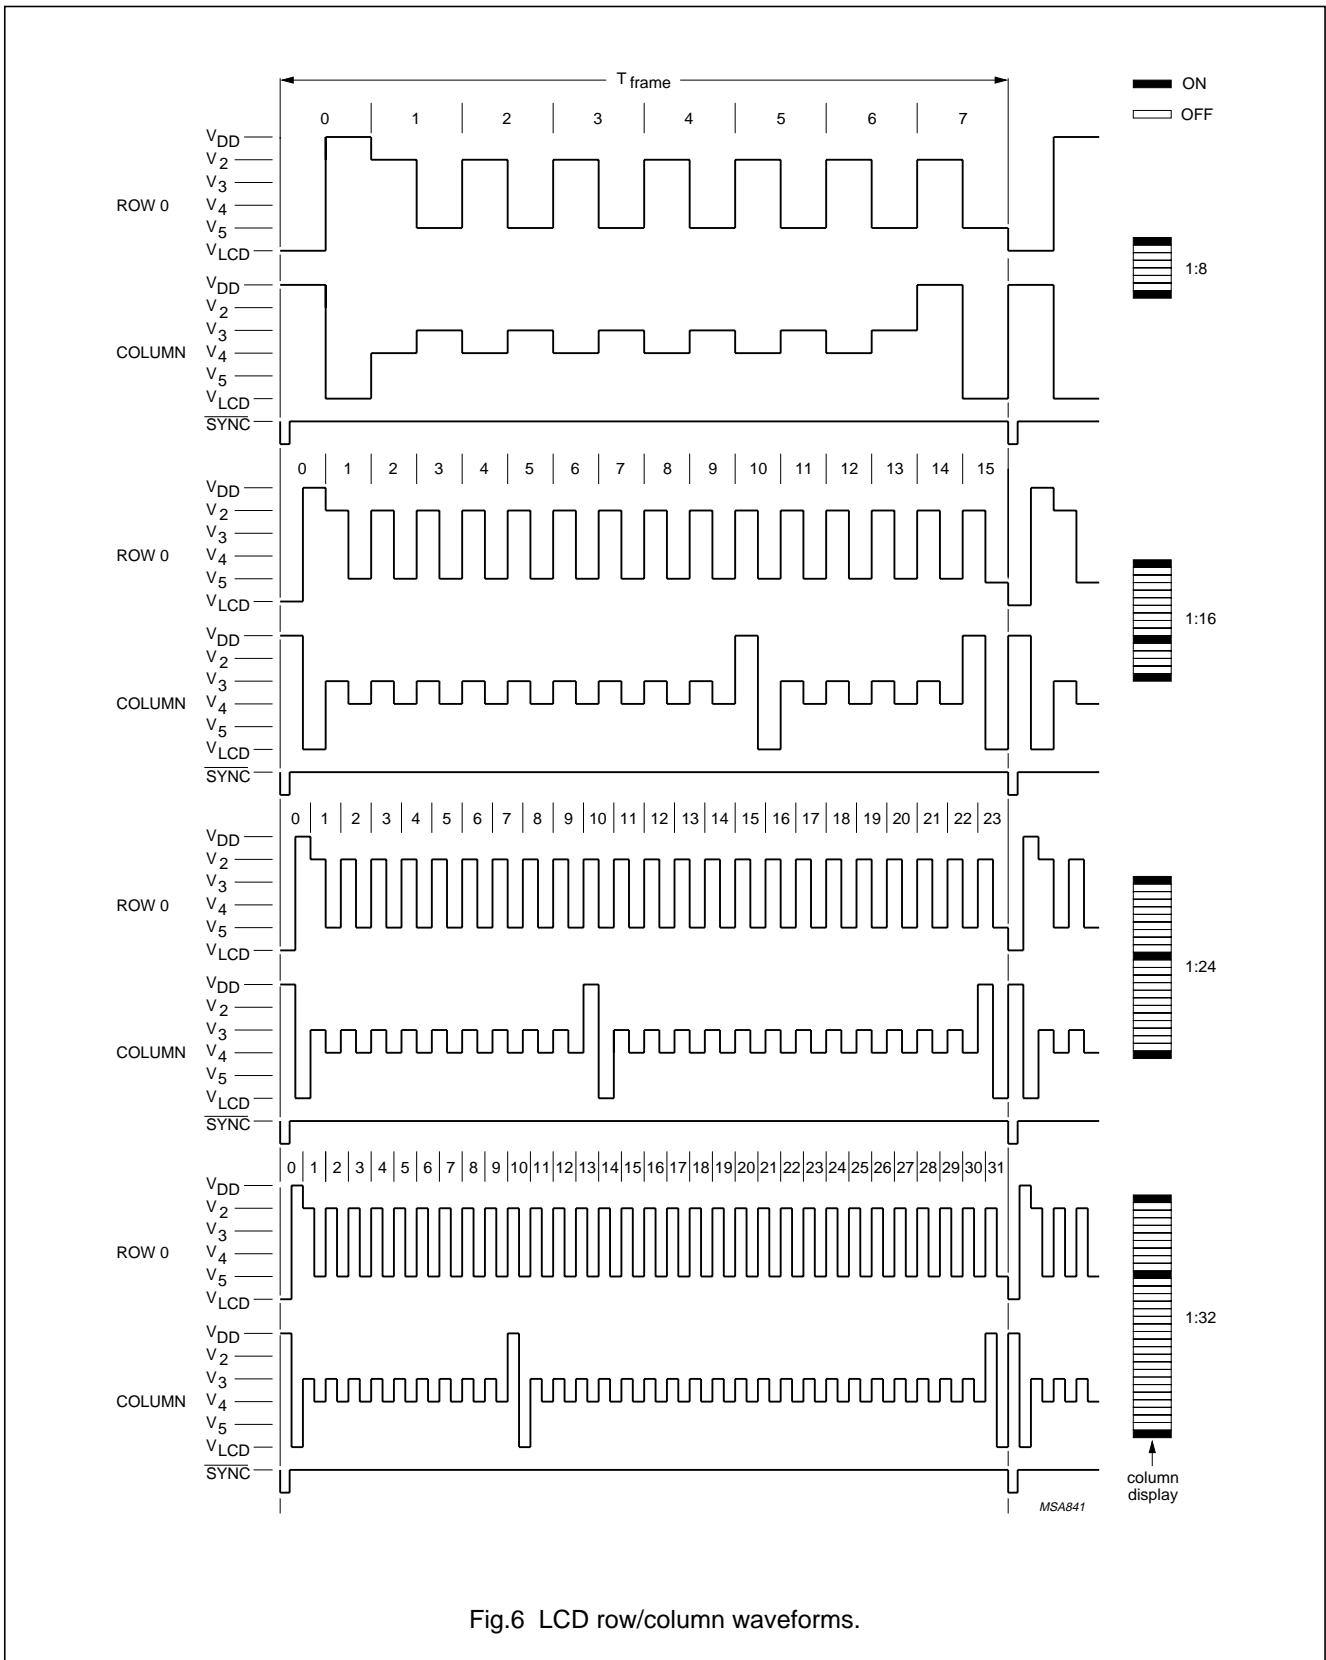 T frame
ON
OFF
0 1 2 3 4 5 6 7
ROW 0
VDD
V2
V3
V4
V5
VLCD
1:8
COLUMN
VDD
V2
V3
V4
V5
VLCD
SYNC
0 1 2 3 4 5 6 7 8 9 10 11 12 13 14 15
ROW 0
VDD
V2
V3
V4
V5
VLCD
1:16
COLUMN
VDD
V2
V3
V4
V5
VLCD
SYNC
0 1 2 3 4 5 6 7 8 9 10 11 12 13 14 15 16 17 18 19 20 21 22 23
ROW 0
VDD
V2
V3
V4
V5
VLCD
1:24
COLUMN
VDD
V2
V3
V4
V5
VLCD
SYNC
0 1 2 3 4 5 6 7 8 9 10 11 12 13 14 15 16 17 18 19 20 21 22 23 24 25 26 27 28 29 30 31
ROW 0
VDD
V2
V3
V4
V5
VLCD
1:32
COLUMN
VDD
V2
V3
V4
V5
VLCD
SYNC
column
display
MSA841
Fig.6 LCD row/column waveforms.